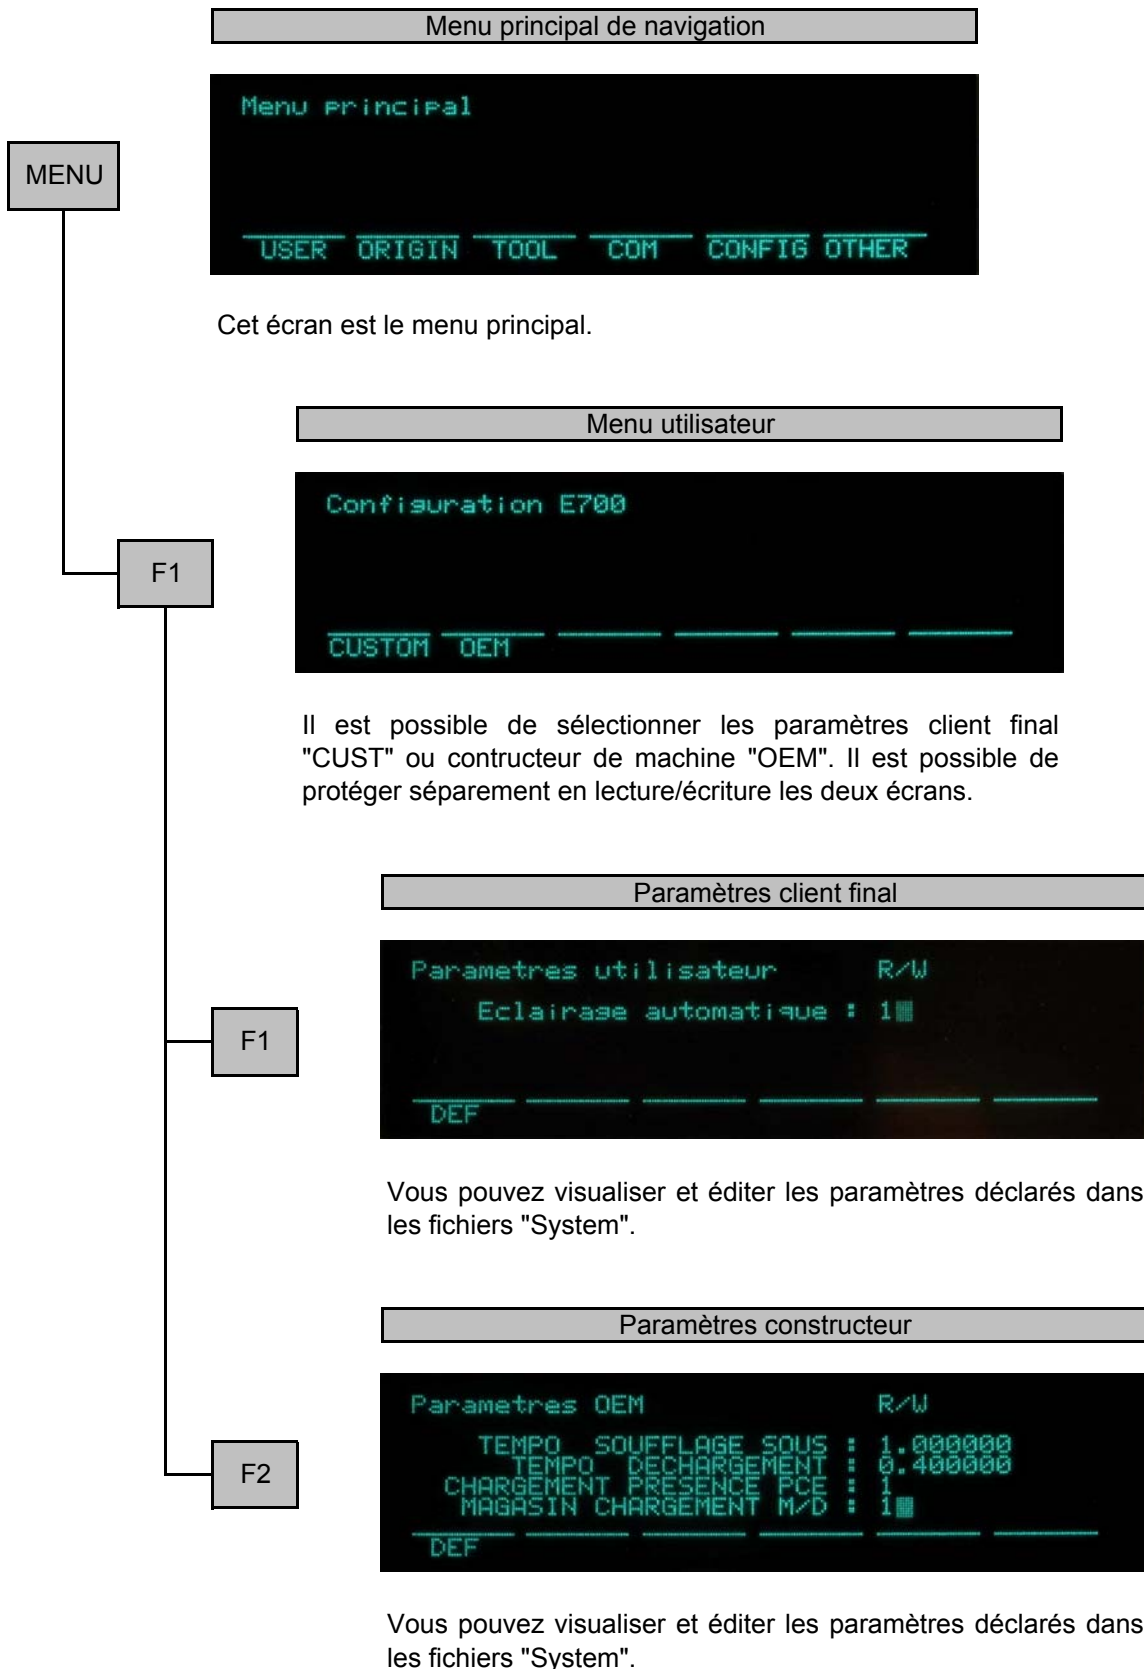 Menu principal de navigation
Menu principal
MENU
USER ORIGIN TOOL COM CONFIG OTHER
Cet écran est le menu principal.
Menu utilisateur
Configuration E700
F1
CUSTOM OEM
Il est possible de sélectionner les paramètres client final
"CUST" ou contructeur de machine "OEM". Il est possible de
protéger séparement en lecture/écriture les deux écrans.
Paramètres client final
Parametres utilisateur R/W
Eclairage automatique : 1
F1
DEF
Vous pouvez visualiser et éditer les paramètres déclarés dans
les fichiers "System".
Paramètres constructeur
Parametres OEM R/W
TEMPO SOUFFLAGE SOUS : 1.000000
TEMPO DECHARGEMENT : 0.400000
F2
CHARGEMENT PRESENCE PCE : 1
MAGASIN CHARGEMENT M/D : 1
DEF
Vous pouvez visualiser et éditer les paramètres déclarés dans
les fichiers "System".